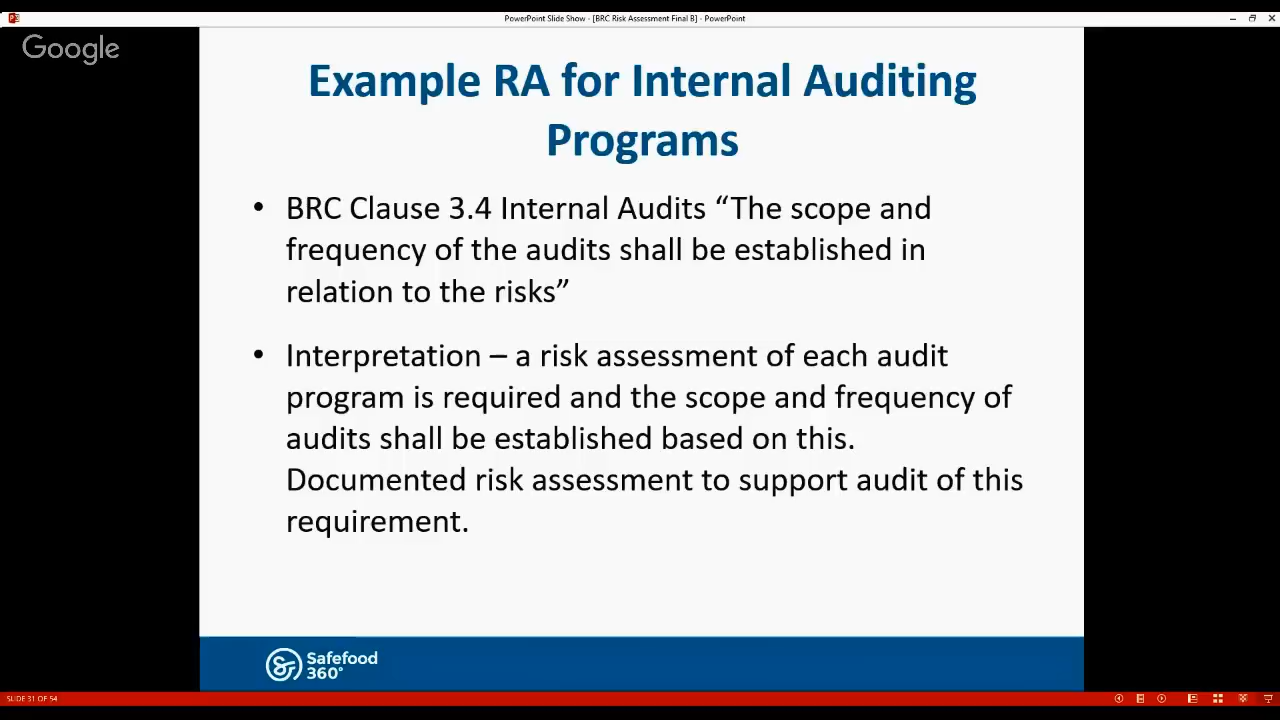 PowerPoint Slide Show - [BRC Risk Assessment Final B] - PowerPoint
Google
Example RA for Internal Auditing
Programs
• BRC Clause 3.4 Internal Audits “The scope and
frequency of the audits shall be established in
relation to the risks”
• Interpretation – a risk assessment of each audit
program is required and the scope and frequency of
audits shall be established based on this.
Documented risk assessment to support audit of this
requirement.
Safefood
360°
SLIDE 31 OF 54